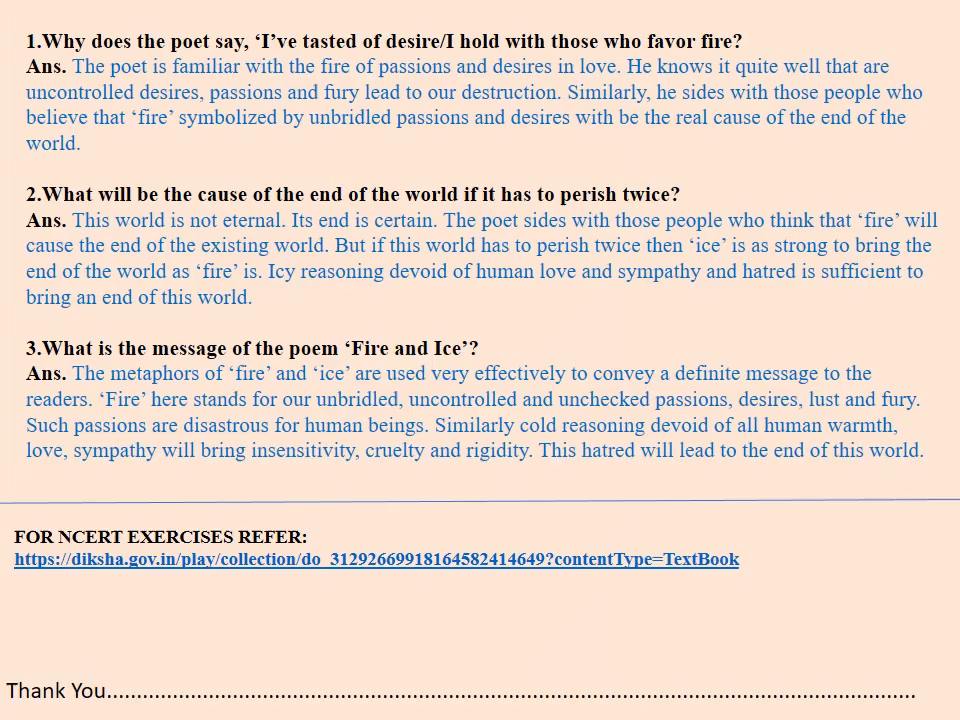 1.Why does the poet say, ‘I’ve tasted of desire/I hold with those who favor fire?
Ans. The poet is familiar with the fire of passions and desires in love. He knows it quite well that are
uncontrolled desires, passions and fury lead to our destruction. Similarly, he sides with those people who
believe that ‘fire’ symbolized by unbridled passions and desires with be the real cause of the end of the
world.
2.What will be the cause of the end of the world if it has to perish twice?
Ans. This world is not eternal. Its end is certain. The poet sides with those people who think that ‘fire’ will
cause the end of the existing world. But if this world has to perish twice then ‘ice’ is as strong to bring the
end of the world as ‘fire’ is. Icy reasoning devoid of human love and sympathy and hatred is sufficient to
bring an end of this world.
3.What is the message of the poem ‘Fire and Ice’?
Ans. The metaphors of ‘fire’ and ‘ice’ are used very effectively to convey a definite message to the
readers. ‘Fire’ here stands for our unbridled, uncontrolled and unchecked passions, desires, lust and fury.
Such passions are disastrous for human beings. Similarly cold reasoning devoid of all human warmth,
love, sympathy will bring insensitivity, cruelty and rigidity. This hatred will lead to the end of this world.
FOR NCERT EXERCISES REFER:
https://diksha.gov.in/play/collection/do_31292669918164582414649?contentType=TextBook
Thank You.......................................................................................................................................